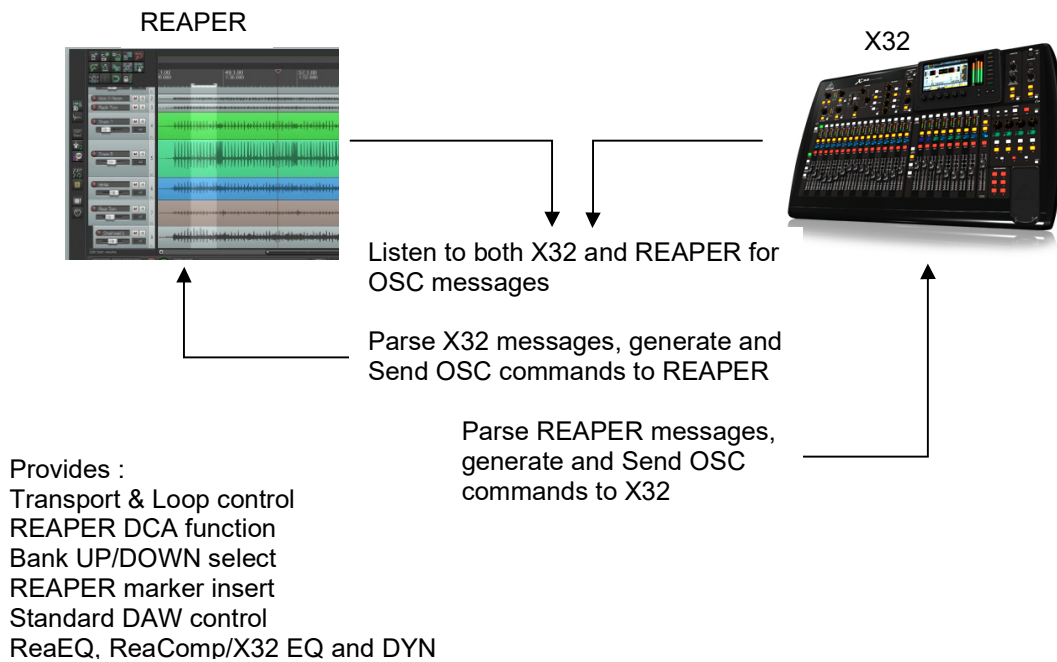 REAPER
X32
Listen to both X32 and REAPER for
OSC messages
Parse X32 messages, generate and
Send OSC commands to REAPER
Parse REAPER messages,
generate and Send OSC
commands to X32
Provides :
Transport & Loop control
REAPER DCA function
Bank UP/DOWN select
REAPER marker insert
Standard DAW control
ReaEQ, ReaComp/X32 EQ and DYN